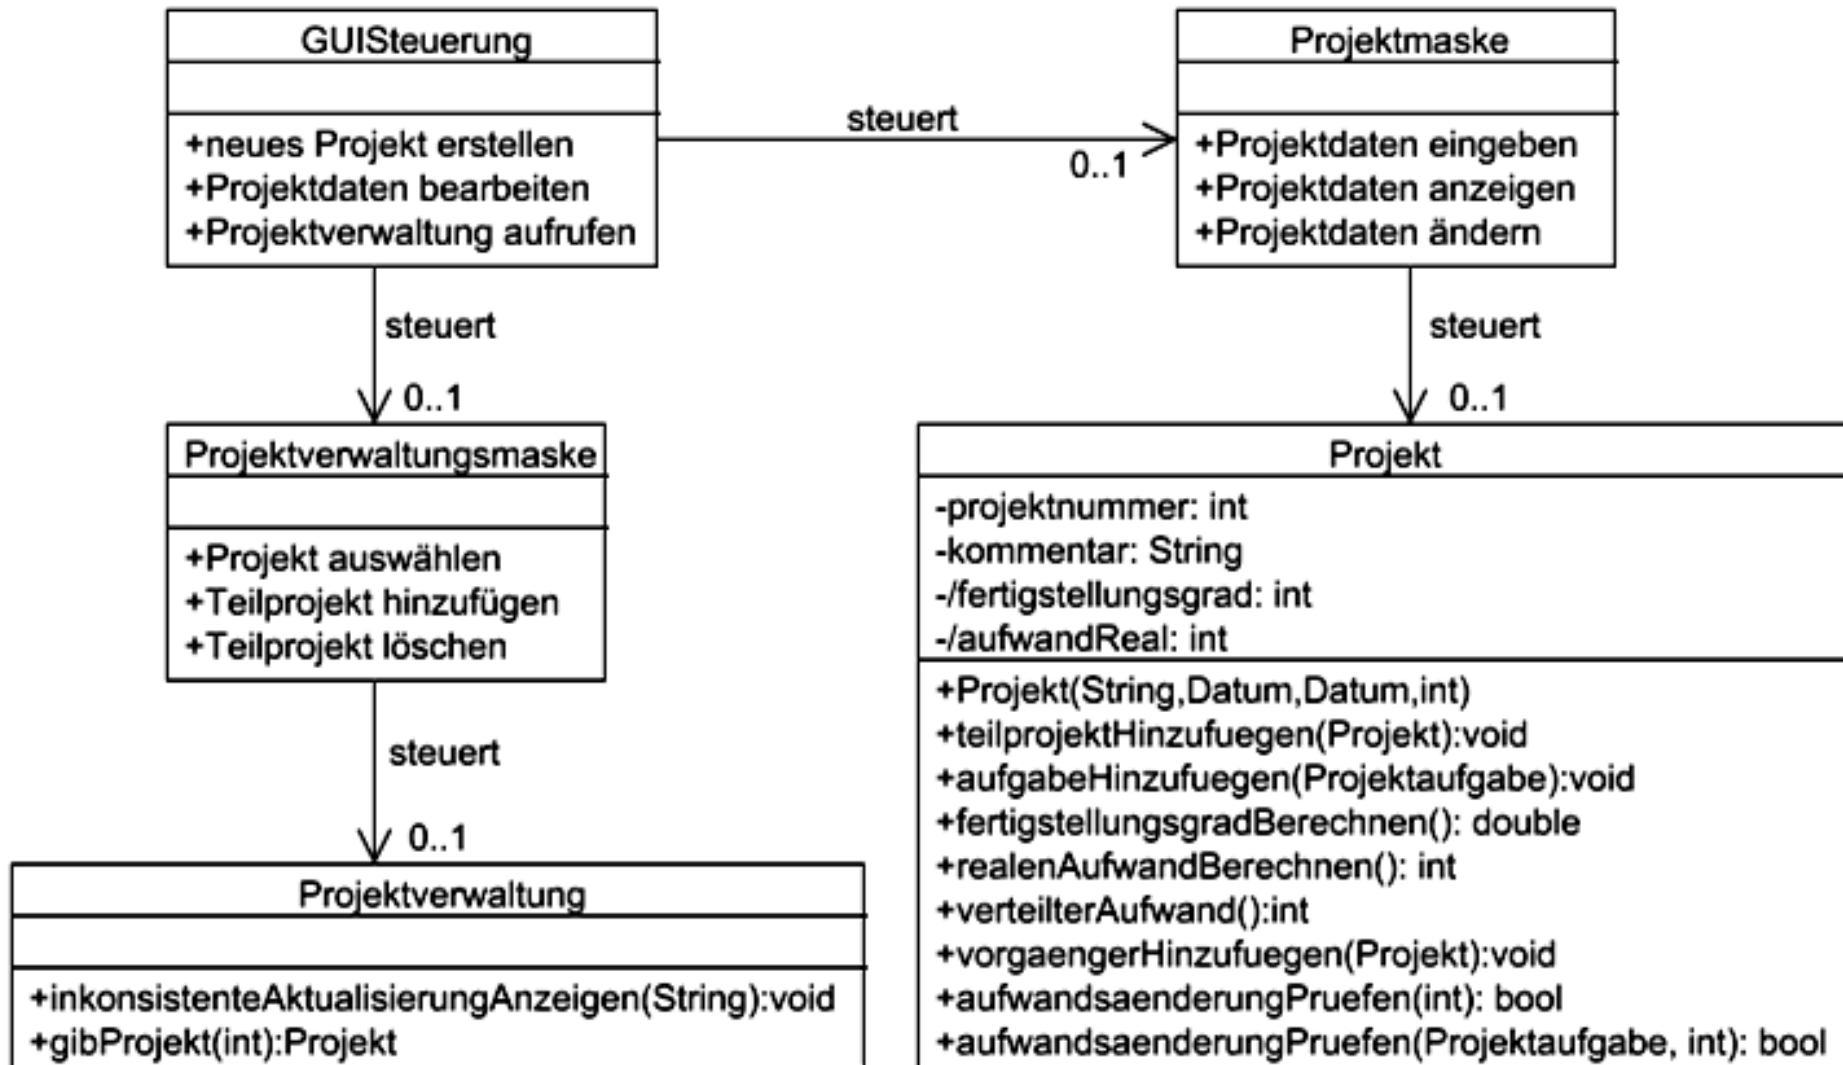 GUISteuerung
+neues Projekt erstellen
+Projektdaten bearbeiten
+Projektverwaltung aufrufen
steuert
0..1
Projektmaske
+Projektdaten eingeben
+Projektdaten anzeigen
+Projektdaten ändern
steuert
0..1
steuert
0..1
Projektverwaltungsmaske
+Projekt auswählen
+Teilprojekt hinzufügen
+Teilprojekt löschen
steuert
0..1
Projektverwaltung
+inkonsistenteAktualisierungAnzeigen(String):void
+gibProjekt(int):Projekt
Projekt
-projektnummer: int
-kommentar: String
-/fertigstellungsgrad: int
-/aufwandReal: int
+Projekt(String,Datum,Datum,int)
+teilprojektHinzufuegen(Projekt):void
+aufgabeHinzufuegen(Projektaufgabe):void
+fertigstellungsgradBerechnen(): double
+realenAufwandBerechnen(): int
+verteilterAufwand():int
+vorgaengerHinzufuegen(Projekt):void
+aufwandsaenderungPruefen(int): bool
+aufwandsaenderungPruefen(Projektaufgabe, int): bool